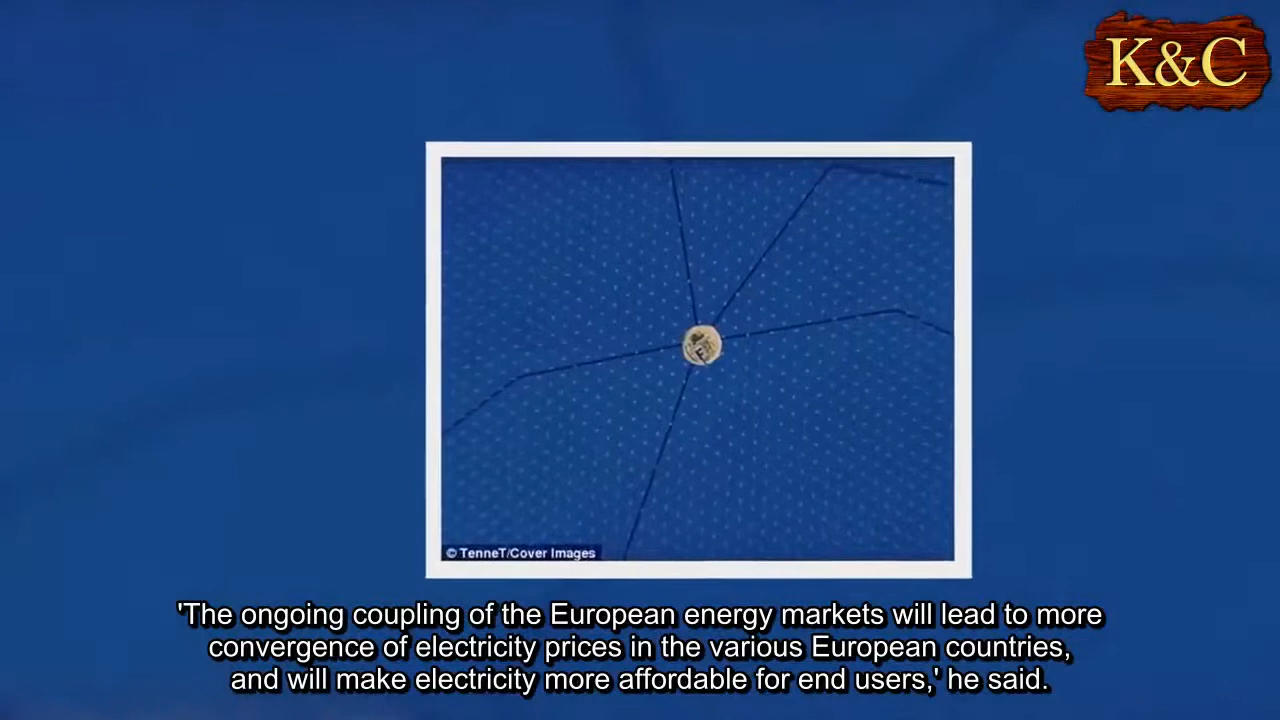 K&C
© TenneT/Cover Images
'The ongoing coupling of the European energy markets will lead to more
convergence of electricity prices in the various European countries,
and will make electricity more affordable for end users,' he said.